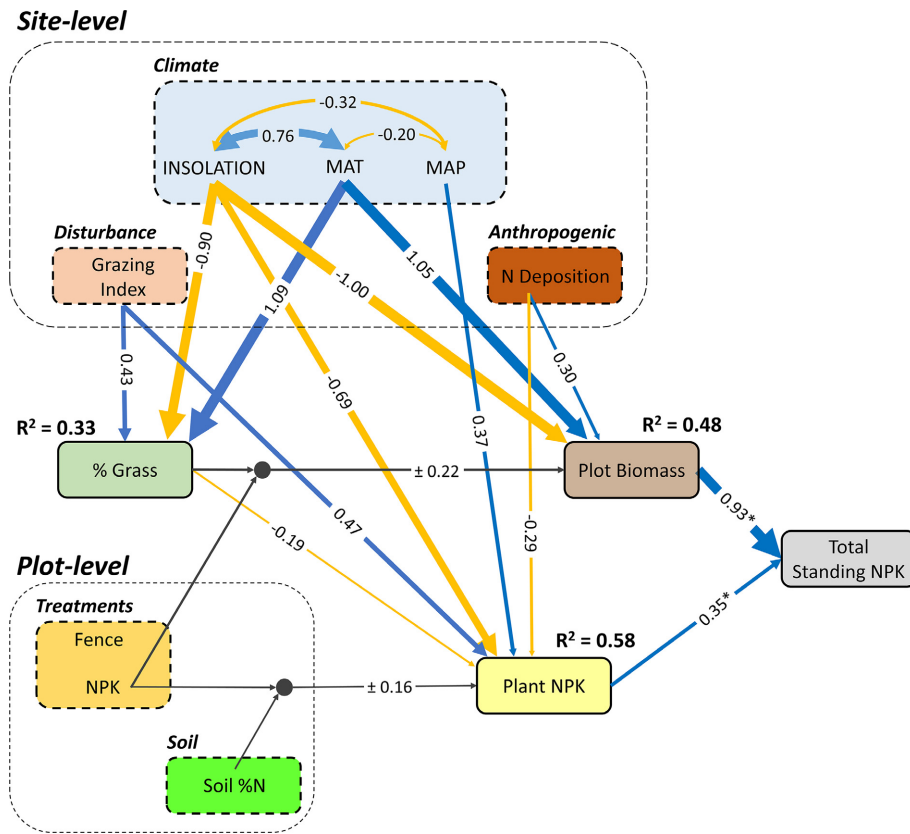 Site-level
Climate
-0.32
0.76
-0.20
INSOLATION
MAT
MAP
Disturbance
Anthropogenic
Grazing
Index
N Deposition
-0.90
1.09
-1.00
1.05
0.43
-0.69
0.37
0.30
R² = 0.33
R² = 0.48
% Grass
± 0.22
Plot Biomass
0.93*
-0.19
0.47
-0.29
Total
Standing NPK
0.35*
Plot-level
Treatments
Fence
NPK
R² = 0.58
± 0.16
Plant NPK
Soil
Soil %N